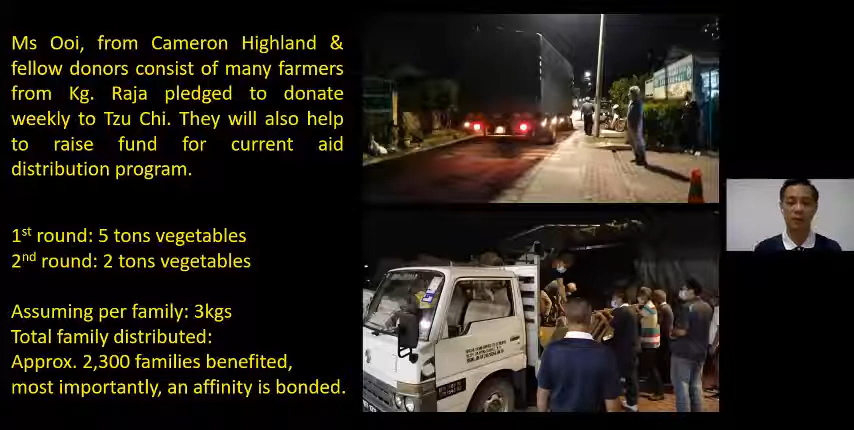 Ms Ooi, from Cameron Highland &
fellow donors consist of many farmers
from Kg. Raja pledged to donate
weekly to Tzu Chi. They will also help
to raise fund for current aid
distribution program.
1st round: 5 tons vegetables
2nd round: 2 tons vegetables
Assuming per family: 3kgs
Total family distributed:
Approx. 2,300 families benefited,
most importantly, an affinity is bonded.